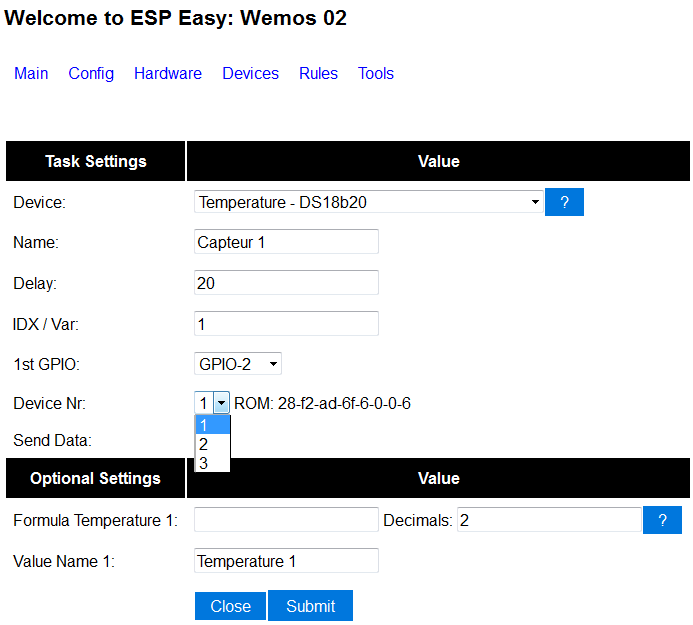 Welcome to ESP Easy: Wemos 02
Main Config Hardware Devices Rules Tools
Task Settings Value
Device: Temperature - DS18b20 ?
Name: Capteur 1
Delay: 20
IDX / Var: 1
1st GPIO: GPIO-2
Device Nr: 1 ROM: 28-f2-ad-6f-6-0-0-6
1
Send Data: 2
3
Optional Settings Value
Formula Temperature 1: Decimals: 2 ?
Value Name 1: Temperature 1
Close Submit